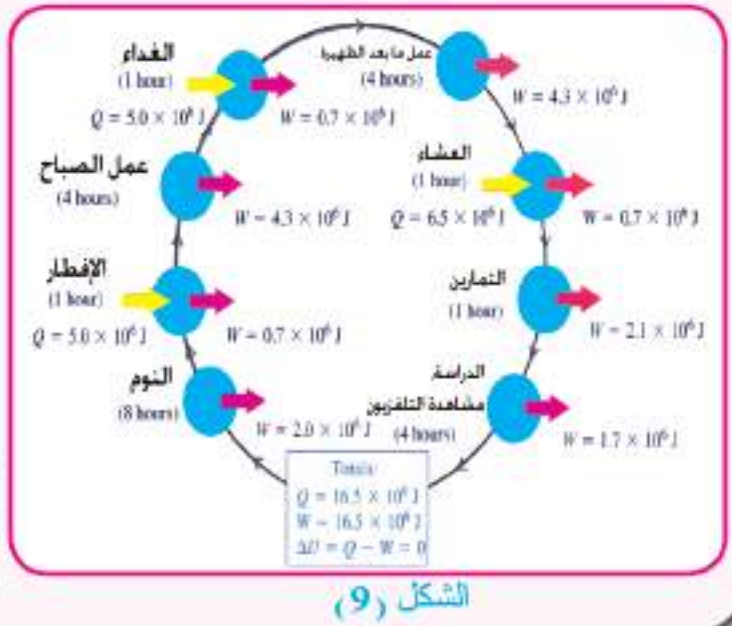 الغداء
(1 hour)
Q = 5.0 × 10⁶ J
W = 0.7 × 10⁶ J
عمل ما بعد الظهيرة
(4 hours)
W = 4.3 × 10⁶ J
العشاء
(1 hour)
Q = 6.5 × 10⁶ J
W = 0.7 × 10⁶ J
التمارين
(1 hour)
W = 2.1 × 10⁶ J
الدراسة
مشاهدة التلفزيون
(4 hours)
W = 1.7 × 10⁶ J
Totals:
Q = 16.5 × 10⁶ J
W = 16.5 × 10⁶ J
ΔU = Q − W = 0
النوم
(8 hours)
W = 2.0 × 10⁶ J
الإفطار
(1 hour)
Q = 5.0 × 10⁶ J
W = 0.7 × 10⁶ J
عمل الصباح
(4 hours)
W = 4.3 × 10⁶ J
الشكل (9)